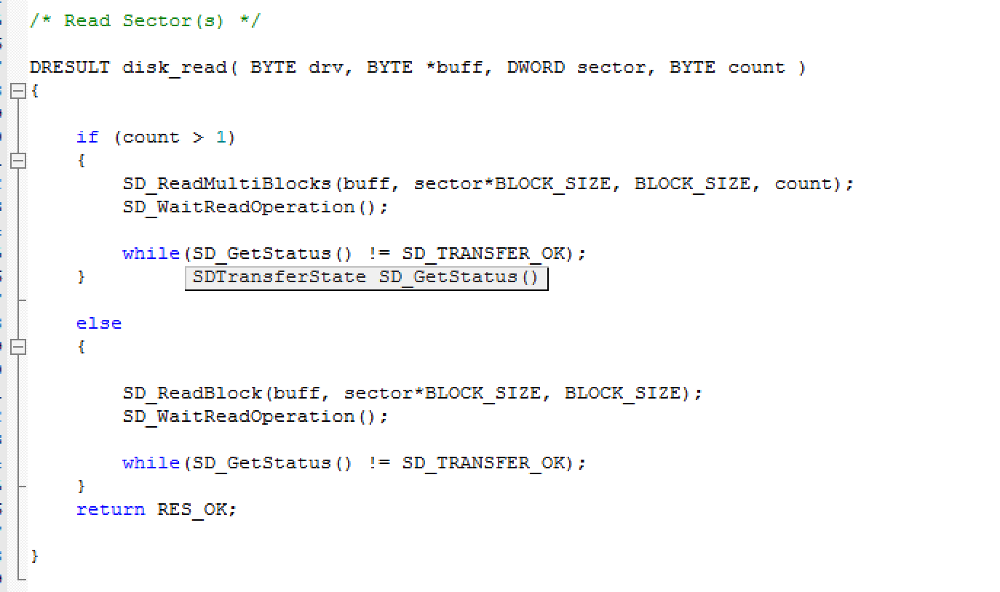 /* Read Sector(s) */
DRESULT disk_read( BYTE drv, BYTE *buff, DWORD sector, BYTE count )
{
if (count > 1)
{
SD_ReadMultiBlocks(buff, sector*BLOCK_SIZE, BLOCK_SIZE, count);
SD_WaitReadOperation();
while(SD_GetStatus() != SD_TRANSFER_OK);
} SDTransferState SD_GetStatus()
else
{
SD_ReadBlock(buff, sector*BLOCK_SIZE, BLOCK_SIZE);
SD_WaitReadOperation();
while(SD_GetStatus() != SD_TRANSFER_OK);
}
return RES_OK;
}